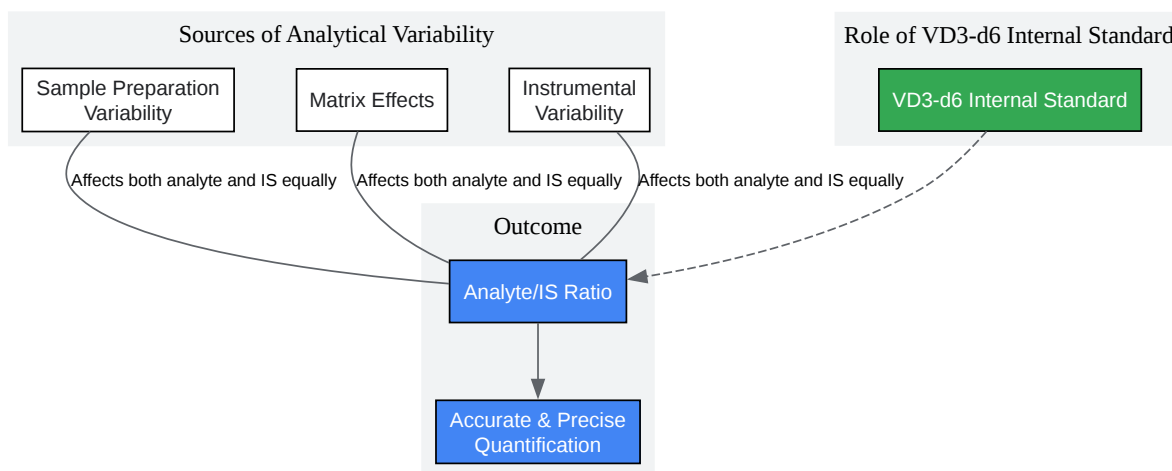 Sources of Analytical Variability
Role of VD3-d6 Internal Standard
Sample Preparation
Variability
Matrix Effects
Instrumental
Variability
VD3-d6 Internal Standard
Affects both analyte and IS equally
Affects both analyte and IS equally
Affects both analyte and IS equally
Outcome
Analyte/IS Ratio
Accurate & Precise
Quantification